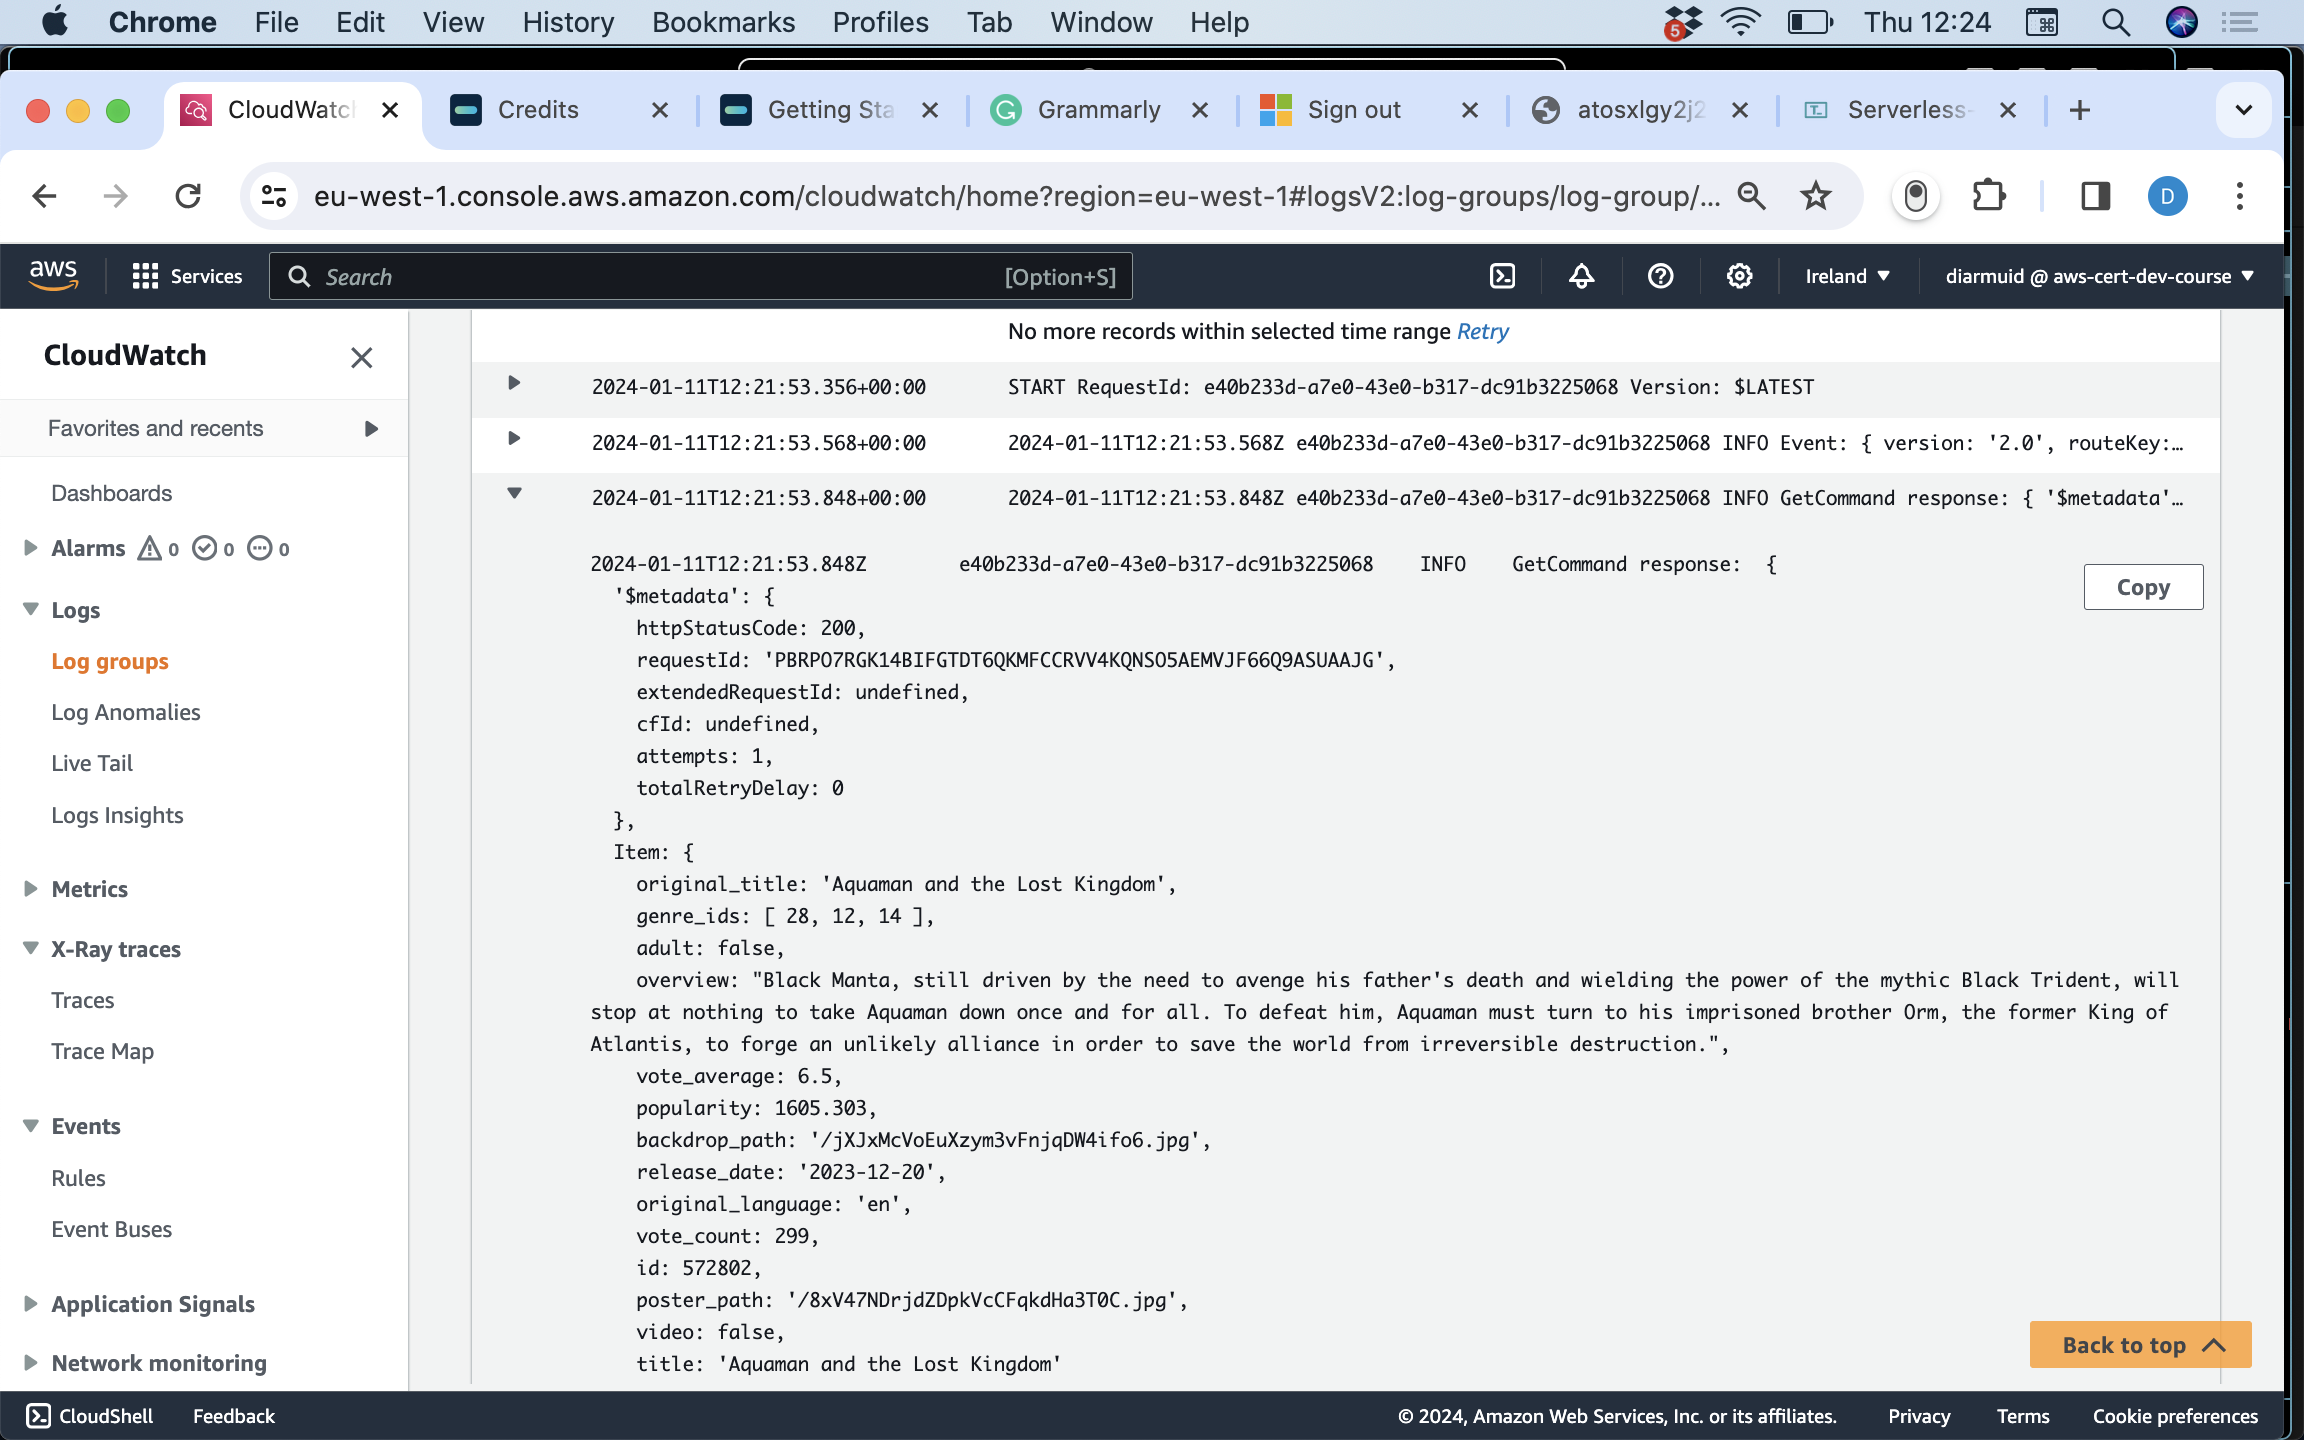 Chrome File Edit View History Bookmarks Profiles Tab Window Help 5 Thu 12:24
CloudWatch Credits Getting Sta Grammarly Sign out atosxlgy2j2 Serverless-
eu-west-1.console.aws.amazon.com/cloudwatch/home?region=eu-west-1#logsV2:log-groups/log-group/... D
aws Services Search [Option+S] Ireland diarmuid @ aws-cert-dev-course
CloudWatch
Favorites and recents
Dashboards
Alarms 0 0 0
Logs
Log groups
Log Anomalies
Live Tail
Logs Insights
Metrics
X-Ray traces
Traces
Trace Map
Events
Rules
Event Buses
Application Signals
Network monitoring
No more records within selected time range Retry
2024-01-11T12:21:53.356+00:00 START RequestId: e40b233d-a7e0-43e0-b317-dc91b3225068 Version: $LATEST
2024-01-11T12:21:53.568+00:00 2024-01-11T12:21:53.568Z e40b233d-a7e0-43e0-b317-dc91b3225068 INFO Event: { version: '2.0', routeKey:…
2024-01-11T12:21:53.848+00:00 2024-01-11T12:21:53.848Z e40b233d-a7e0-43e0-b317-dc91b3225068 INFO GetCommand response: { '$metadata'…
2024-01-11T12:21:53.848Z e40b233d-a7e0-43e0-b317-dc91b3225068 INFO GetCommand response: {
Copy
'$metadata': {
httpStatusCode: 200,
requestId: 'PBRPO7RGK14BIFGTDT6QKMFCCRVV4KQNSO5AEMVJF66Q9ASUAAJG',
extendedRequestId: undefined,
cfId: undefined,
attempts: 1,
totalRetryDelay: 0
},
Item: {
original_title: 'Aquaman and the Lost Kingdom',
genre_ids: [ 28, 12, 14 ],
adult: false,
overview: "Black Manta, still driven by the need to avenge his father's death and wielding the power of the mythic Black Trident, will
stop at nothing to take Aquaman down once and for all. To defeat him, Aquaman must turn to his imprisoned brother Orm, the former King of
Atlantis, to forge an unlikely alliance in order to save the world from irreversible destruction.",
vote_average: 6.5,
popularity: 1605.303,
backdrop_path: '/jXJxMcVoEuXzym3vFnjqDW4ifo6.jpg',
release_date: '2023-12-20',
original_language: 'en',
vote_count: 299,
id: 572802,
poster_path: '/8xV47NDrjdZDpkVcCFqkdHa3T0C.jpg',
video: false,
title: 'Aquaman and the Lost Kingdom'
Back to top
CloudShell Feedback © 2024, Amazon Web Services, Inc. or its affiliates. Privacy Terms Cookie preferences